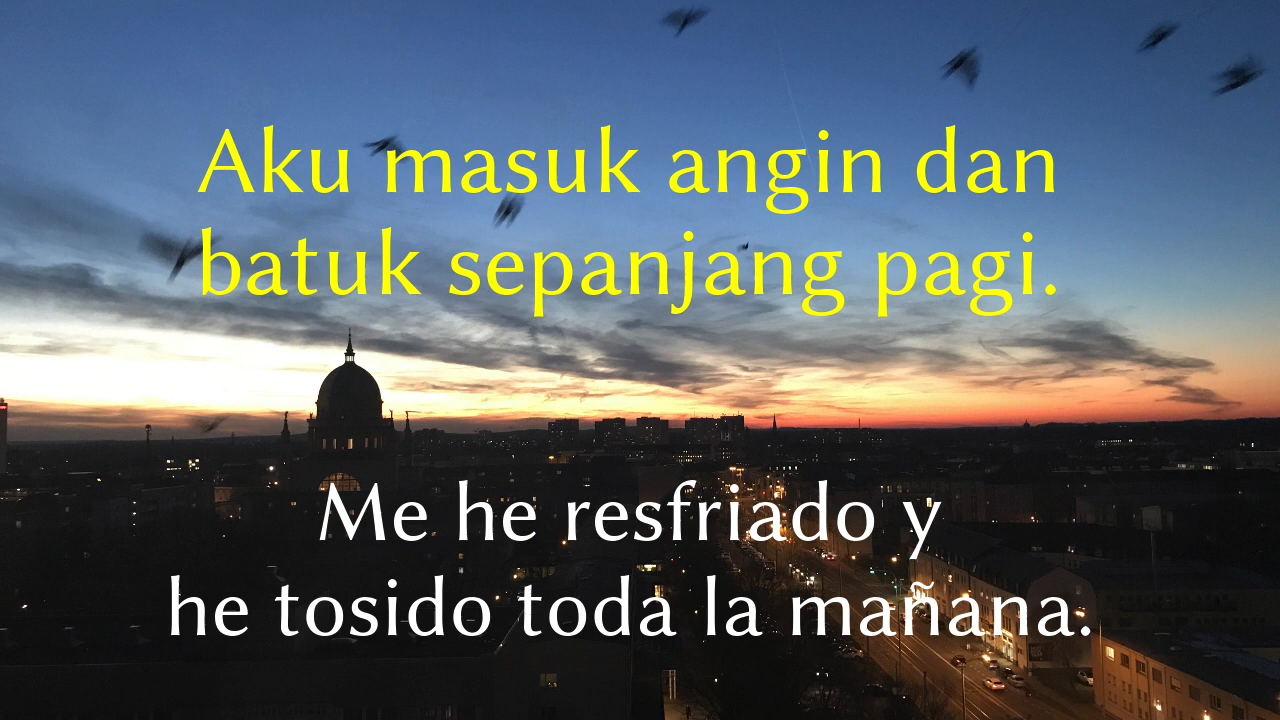 Aku masuk angin dan
batuk sepanjang pagi.
Me he resfriado y
he tosido toda la mañana.